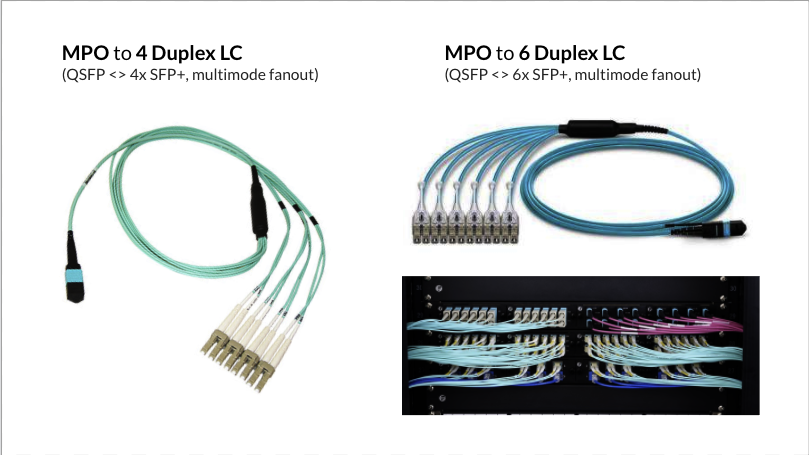 MPO to 4 Duplex LC
(QSFP <> 4x SFP+, multimode fanout)
MPO to 6 Duplex LC
(QSFP <> 6x SFP+, multimode fanout)